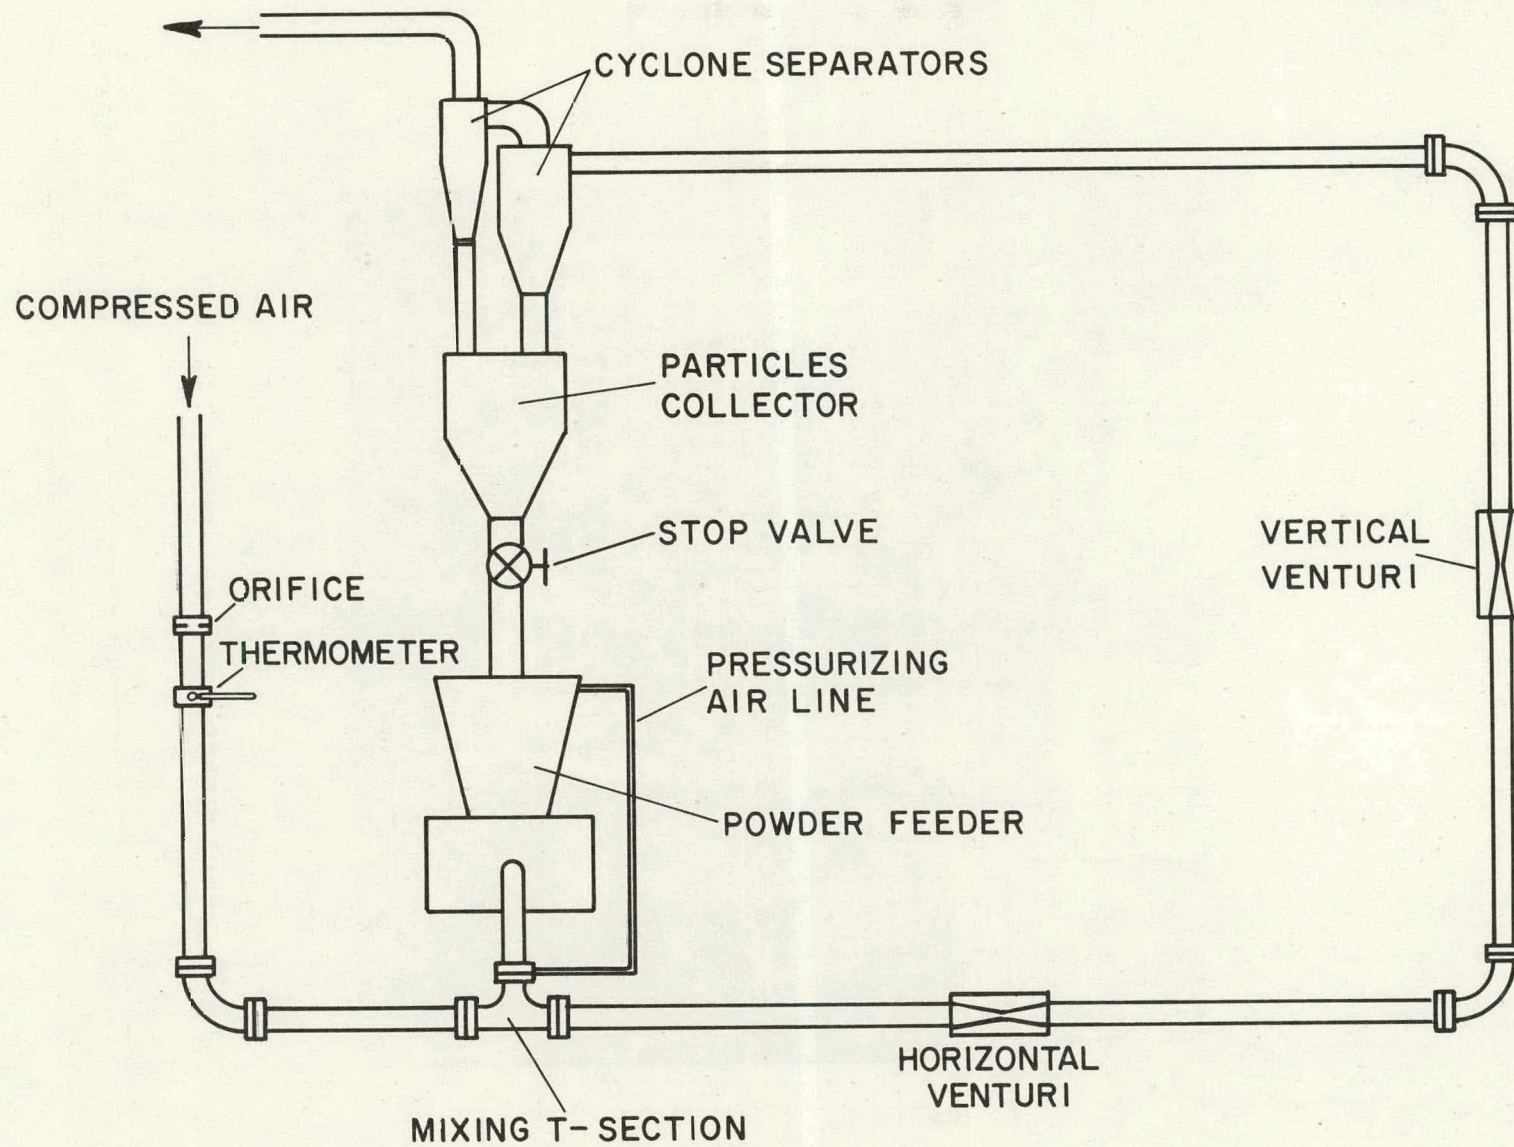 CYCLONE SEPARATORS
COMPRESSED AIR
PARTICLES
COLLECTOR
STOP VALVE
VERTICAL
VENTURI
ORIFICE
THERMOMETER
PRESSURIZING
AIR LINE
POWDER FEEDER
HORIZONTAL
VENTURI
MIXING T-SECTION